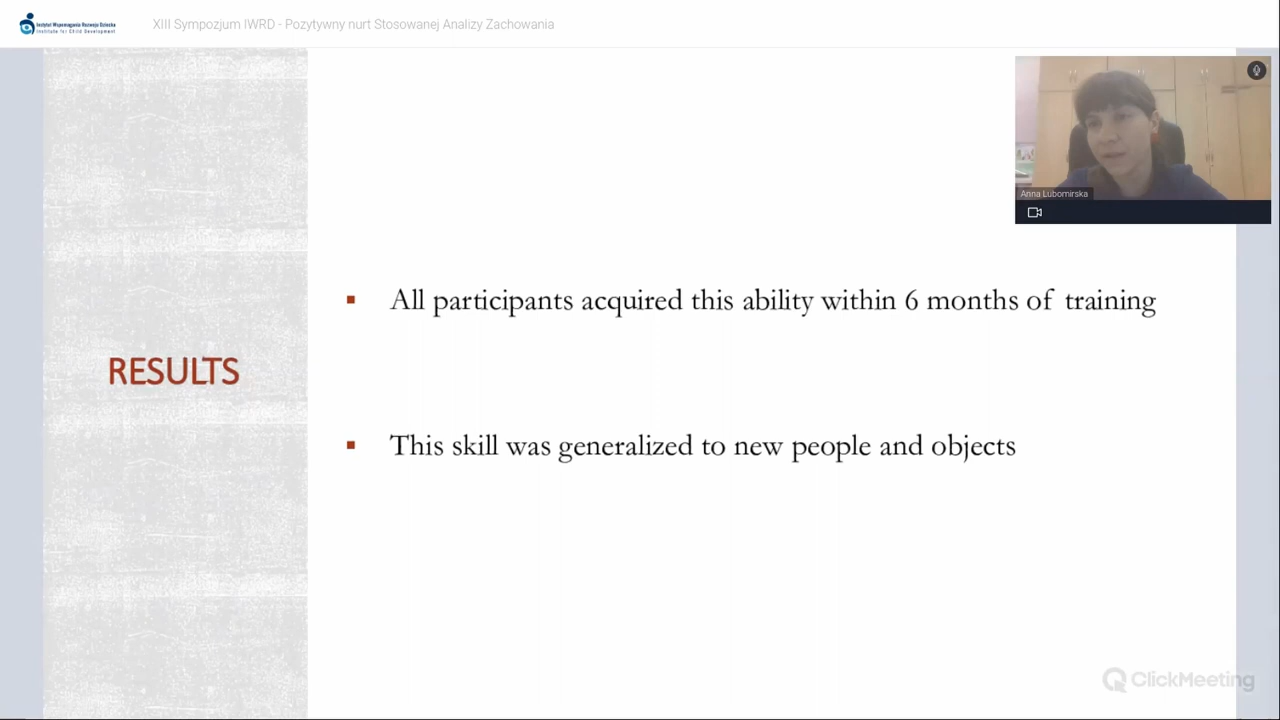 Instytut Wspomagania Rozwoju Dziecka
Institute for Child Development
XIII Sympozjum IWRD - Pozytywny nurt Stosowanej Analizy Zachowania
Anna Lubomirska
▪ All participants acquired this ability within 6 months of training
RESULTS
▪ This skill was generalized to new people and objects
ClickMeeting